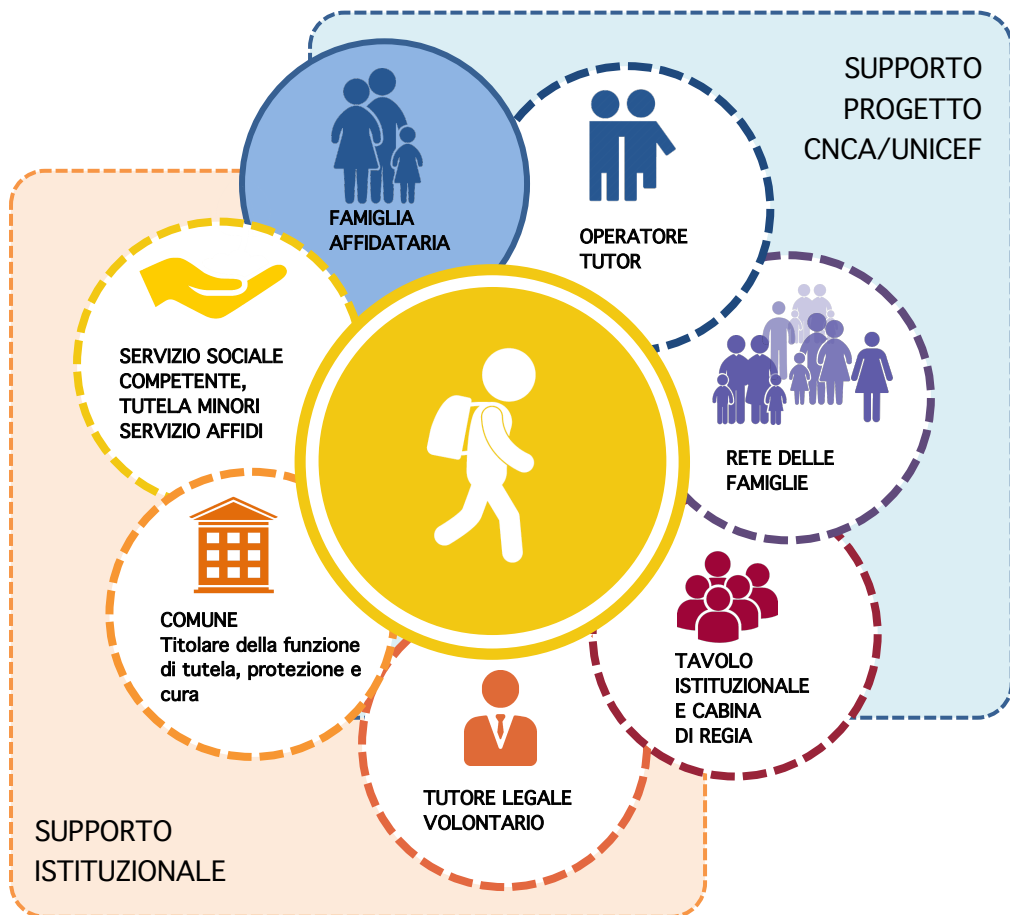 SUPPORTO
PROGETTO
CNCA/UNICEF
FAMIGLIA
AFFIDATARIA
OPERATORE
TUTOR
SERVIZIO SOCIALE
COMPETENTE,
TUTELA MINORI
SERVIZIO AFFIDI
RETE DELLE
FAMIGLIE
COMUNE
Titolare della funzione
di tutela, protezione e
cura
TAVOLO
ISTITUZIONALE
E CABINA
DI REGIA
TUTORE LEGALE
VOLONTARIO
SUPPORTO
ISTITUZIONALE